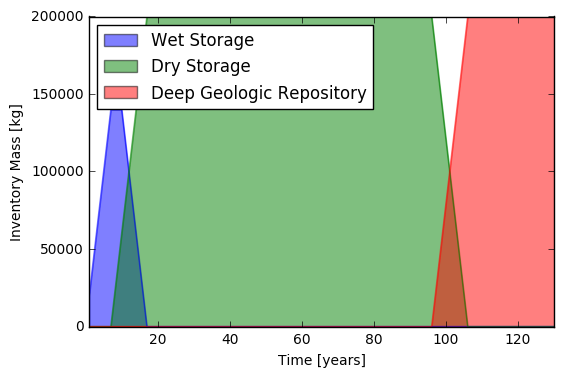 200000
150000
100000
50000
0
Inventory Mass [kg]
Wet Storage
Dry Storage
Deep Geologic Repository
20 40 60 80 100 120
Time [years]